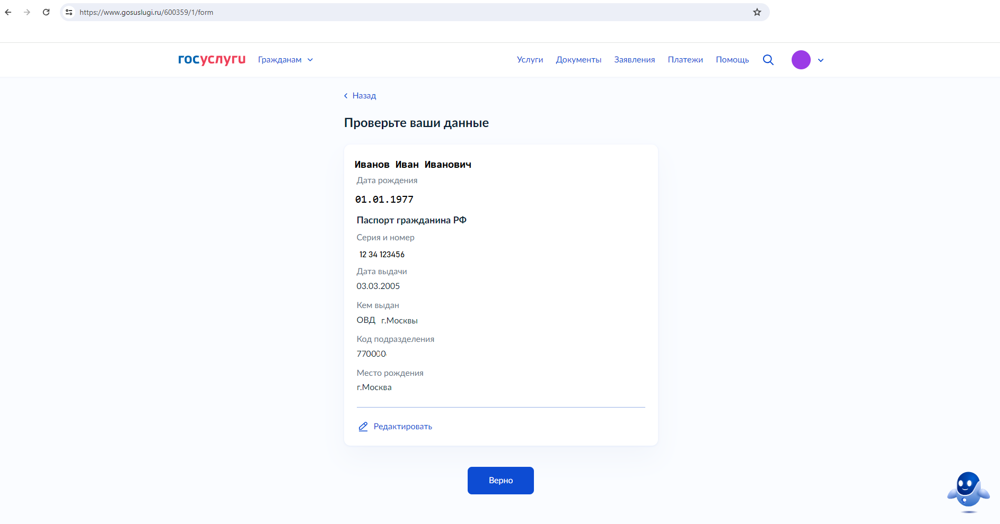 https://www.gosuslugi.ru/600359/1/form
госуслуги Гражданам Услуги Документы Заявления Платежи Помощь
Назад
Проверьте ваши данные
Иванов Иван Иванович
Дата рождения
01.01.1977
Паспорт гражданина РФ
Серия и номер
12 34 123456
Дата выдачи
03.03.2005
Кем выдан
ОВД г.Москвы
Код подразделения
770000
Место рождения
г.Москва
Редактировать
Верно